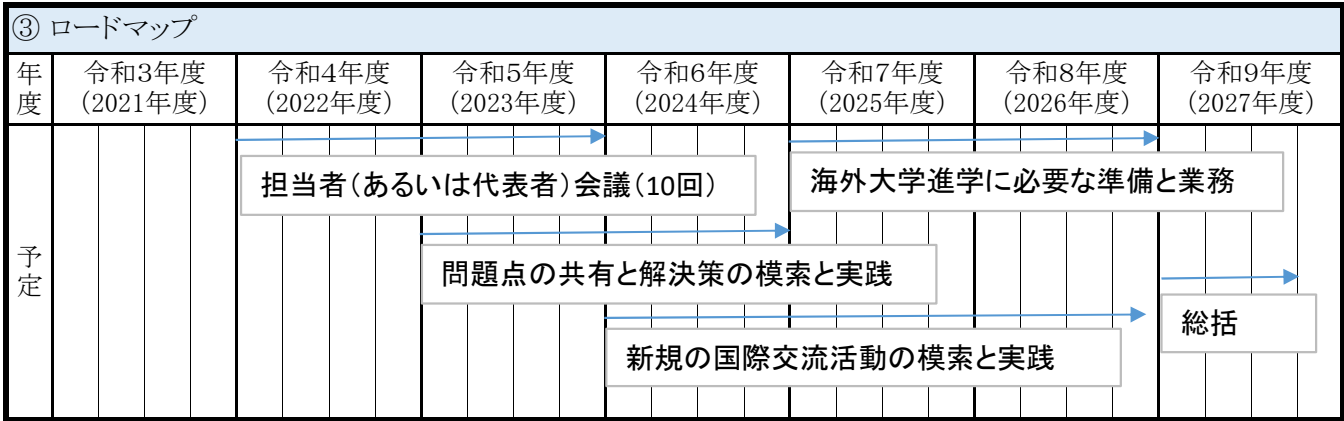 ③ ロードマップ
年度
令和3年度
(2021年度)
令和4年度
(2022年度)
令和5年度
(2023年度)
令和6年度
(2024年度)
令和7年度
(2025年度)
令和8年度
(2026年度)
令和9年度
(2027年度)
予定
担当者(あるいは代表者)会議(10回)
海外大学進学に必要な準備と業務
問題点の共有と解決策の模索と実践
総括
新規の国際交流活動の模索と実践